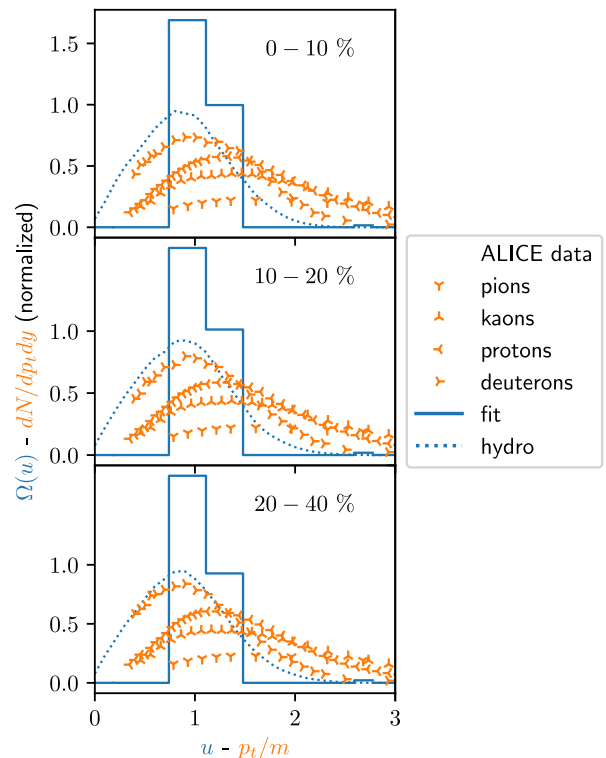 0 − 10 %
1.5
1.0
0.5
0.0
10 − 20 %
1.0
0.5
0.0
20 − 40 %
1.0
0.5
0.0
0 1 2 3
u - p_t/m
Ω(u) - dN/dp_tdy (normalized)
ALICE data
pions
kaons
protons
deuterons
fit
hydro